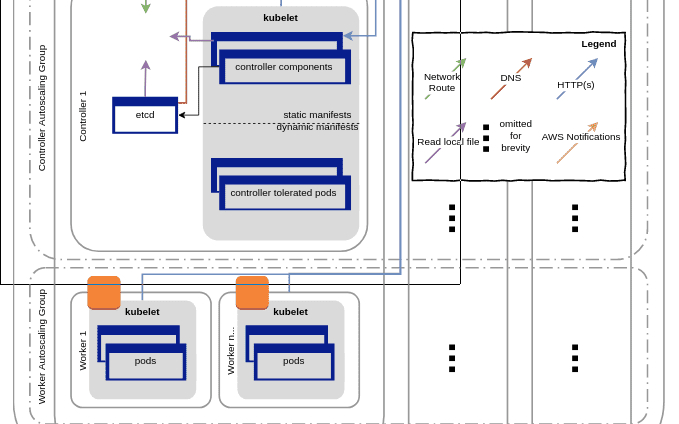 Controller Autoscaling Group
Controller 1
kubelet
controller components
etcd
static manifests
dynamic manifests
controller tolerated pods
Legend
Network
Route
DNS
HTTP(s)
Read local file
omitted
for
brevity
AWS Notifications
Worker Autoscaling Group
Worker 1
kubelet
pods
Worker n...
kubelet
pods